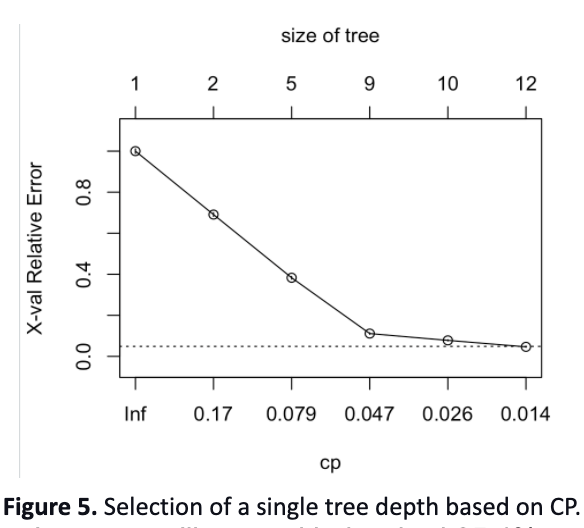 size of tree
1 2 5 9 10 12
X-val Relative Error
0.8
0.4
0.0
Inf 0.17 0.079 0.047 0.026 0.014
cp
Figure 5. Selection of a single tree depth based on CP.